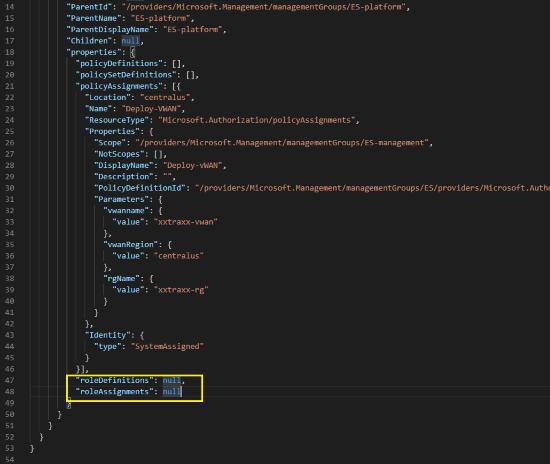 14 "ParentId": "/providers/Microsoft.Management/managementGroups/ES-platform",
15 "ParentName": "ES-platform",
16 "ParentDisplayName": "ES-platform",
17 "Children": null,
18 "properties": {
19 "policyDefinitions": [],
20 "policySetDefinitions": [],
21 "policyAssignments": [{
22 "Location": "centralus",
23 "Name": "Deploy-VWAN",
24 "ResourceType": "Microsoft.Authorization/policyAssignments",
25 "Properties": {
26 "Scope": "/providers/Microsoft.Management/managementGroups/ES-management",
27 "NotScopes": [],
28 "DisplayName": "Deploy-vWAN",
29 "Description": "",
30 "PolicyDefinitionId": "/providers/Microsoft.Management/managementGroups/ES/providers/Microsoft.Autho
31 "Parameters": {
32 "vwanname": {
33 "value": "xxtraxx-vwan"
34 },
35 "vwanRegion": {
36 "value": "centralus"
37 },
38 "rgName": {
39 "value": "xxtraxx-rg"
40 }
41 }
42 },
43 "Identity": {
44 "type": "SystemAssigned"
45 }
46 }],
47 "roleDefinitions": null,
48 "roleAssignments": null
49 }
50 }
51 }
52 }
53 }
54